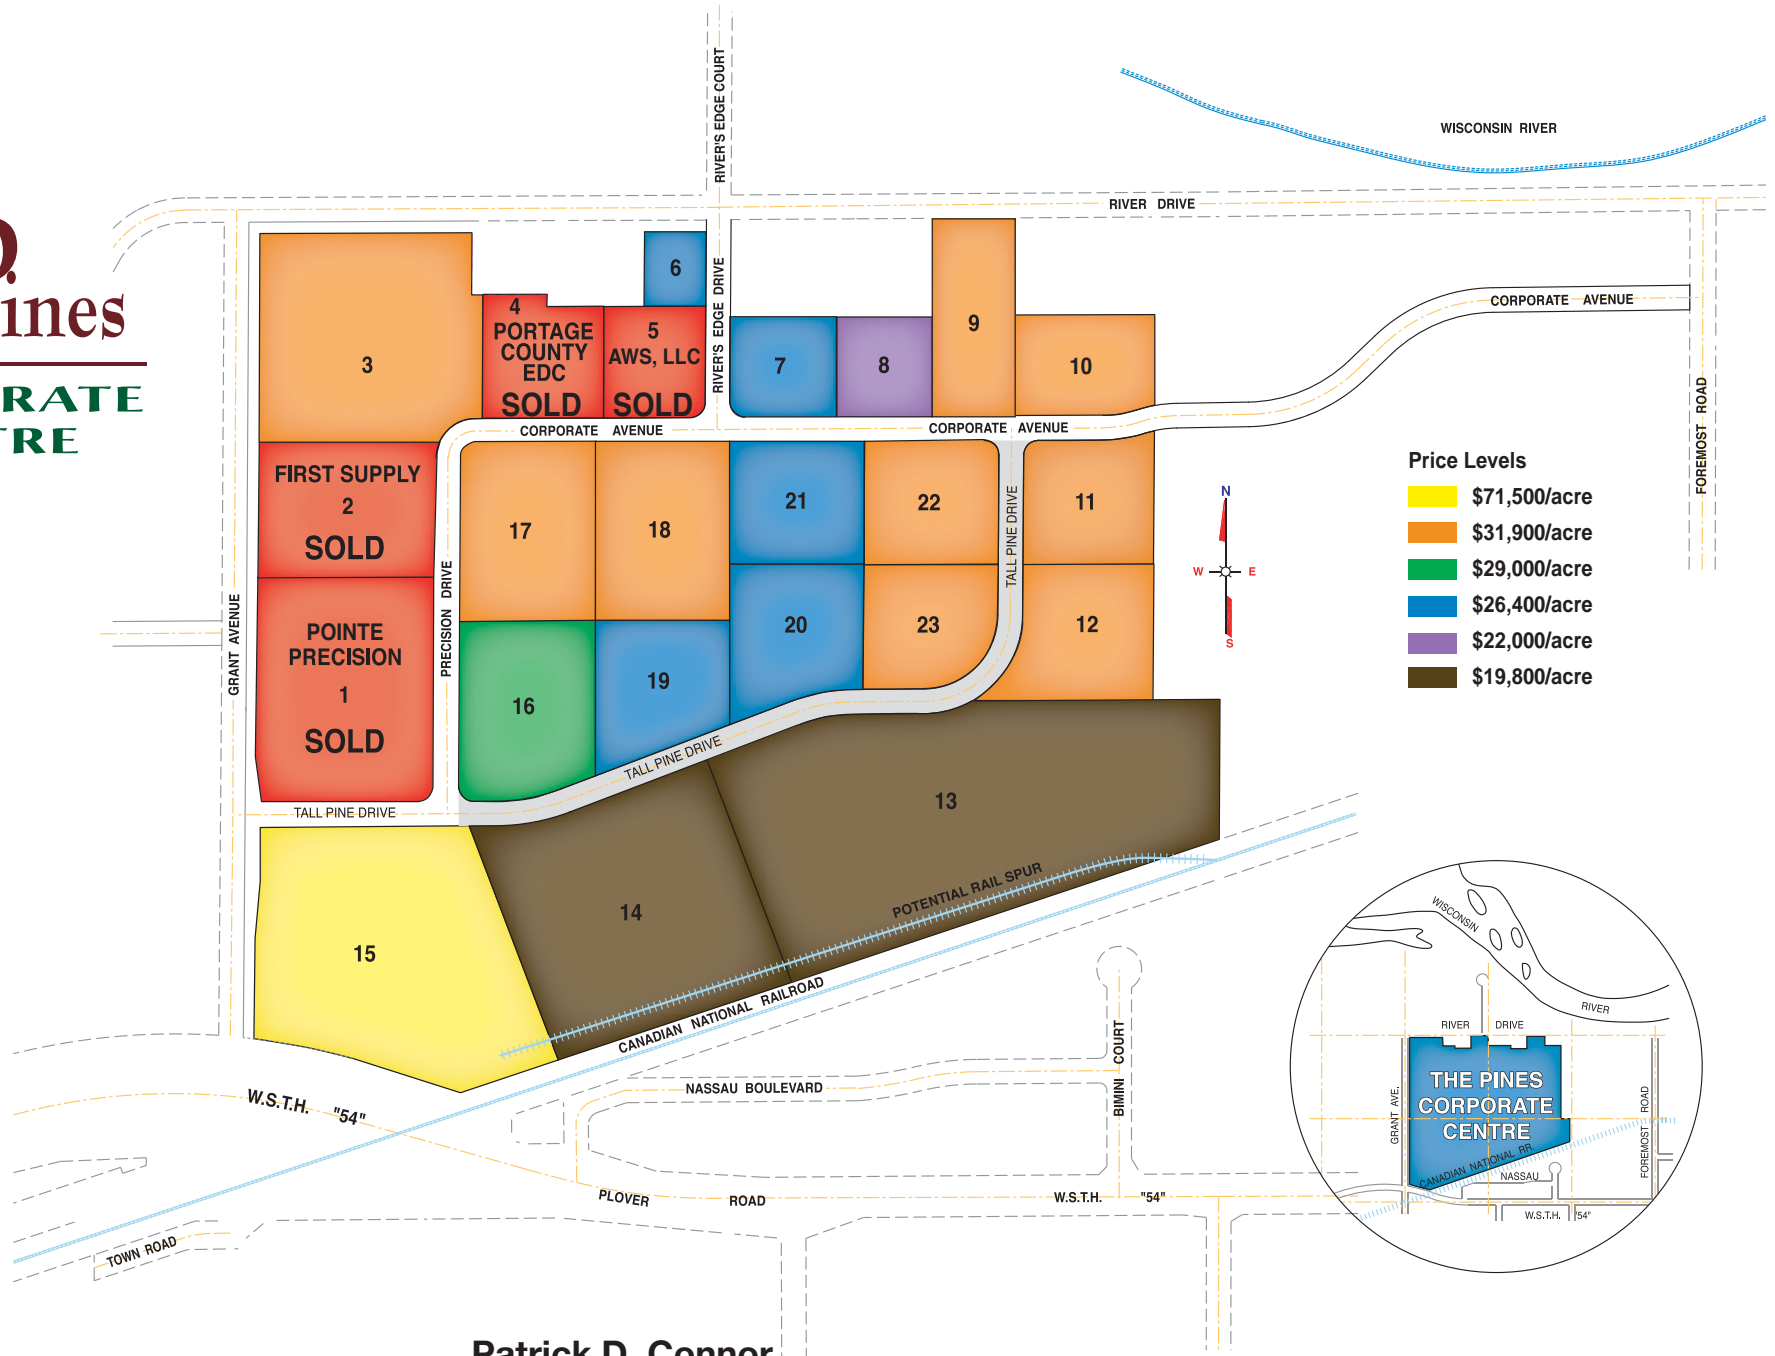 RIVER'S EDGE COURT
WISCONSIN RIVER
RIVER DRIVE
ines
RATE
TRE
3
4
PORTAGE
COUNTY
EDC
SOLD
5
AWS, LLC
SOLD
6
RIVER'S EDGE DRIVE
7
8
9
10
CORPORATE AVENUE
CORPORATE AVENUE
CORPORATE AVENUE
FOREMOST ROAD
FIRST SUPPLY
2
SOLD
POINTE
PRECISION
1
SOLD
GRANT AVENUE
PRECISION DRIVE
17
18
21
22
11
TALL PINE DRIVE
16
19
20
23
12
N
W
E
S
Price Levels
$71,500/acre
$31,900/acre
$29,000/acre
$26,400/acre
$22,000/acre
$19,800/acre
TALL PINE DRIVE
TALL PINE DRIVE
13
14
15
POTENTIAL RAIL SPUR
CANADIAN NATIONAL RAILROAD
NASSAU BOULEVARD
BIMINI COURT
W.S.T.H. "54"
PLOVER ROAD
W.S.T.H. "54"
TOWN ROAD
WISCONSIN
RIVER
RIVER DRIVE
GRANT AVE.
THE PINES
CORPORATE
CENTRE
CANADIAN NATIONAL RR.
NASSAU
FOREMOST ROAD
W.S.T.H. "54"
Patrick D. Connor